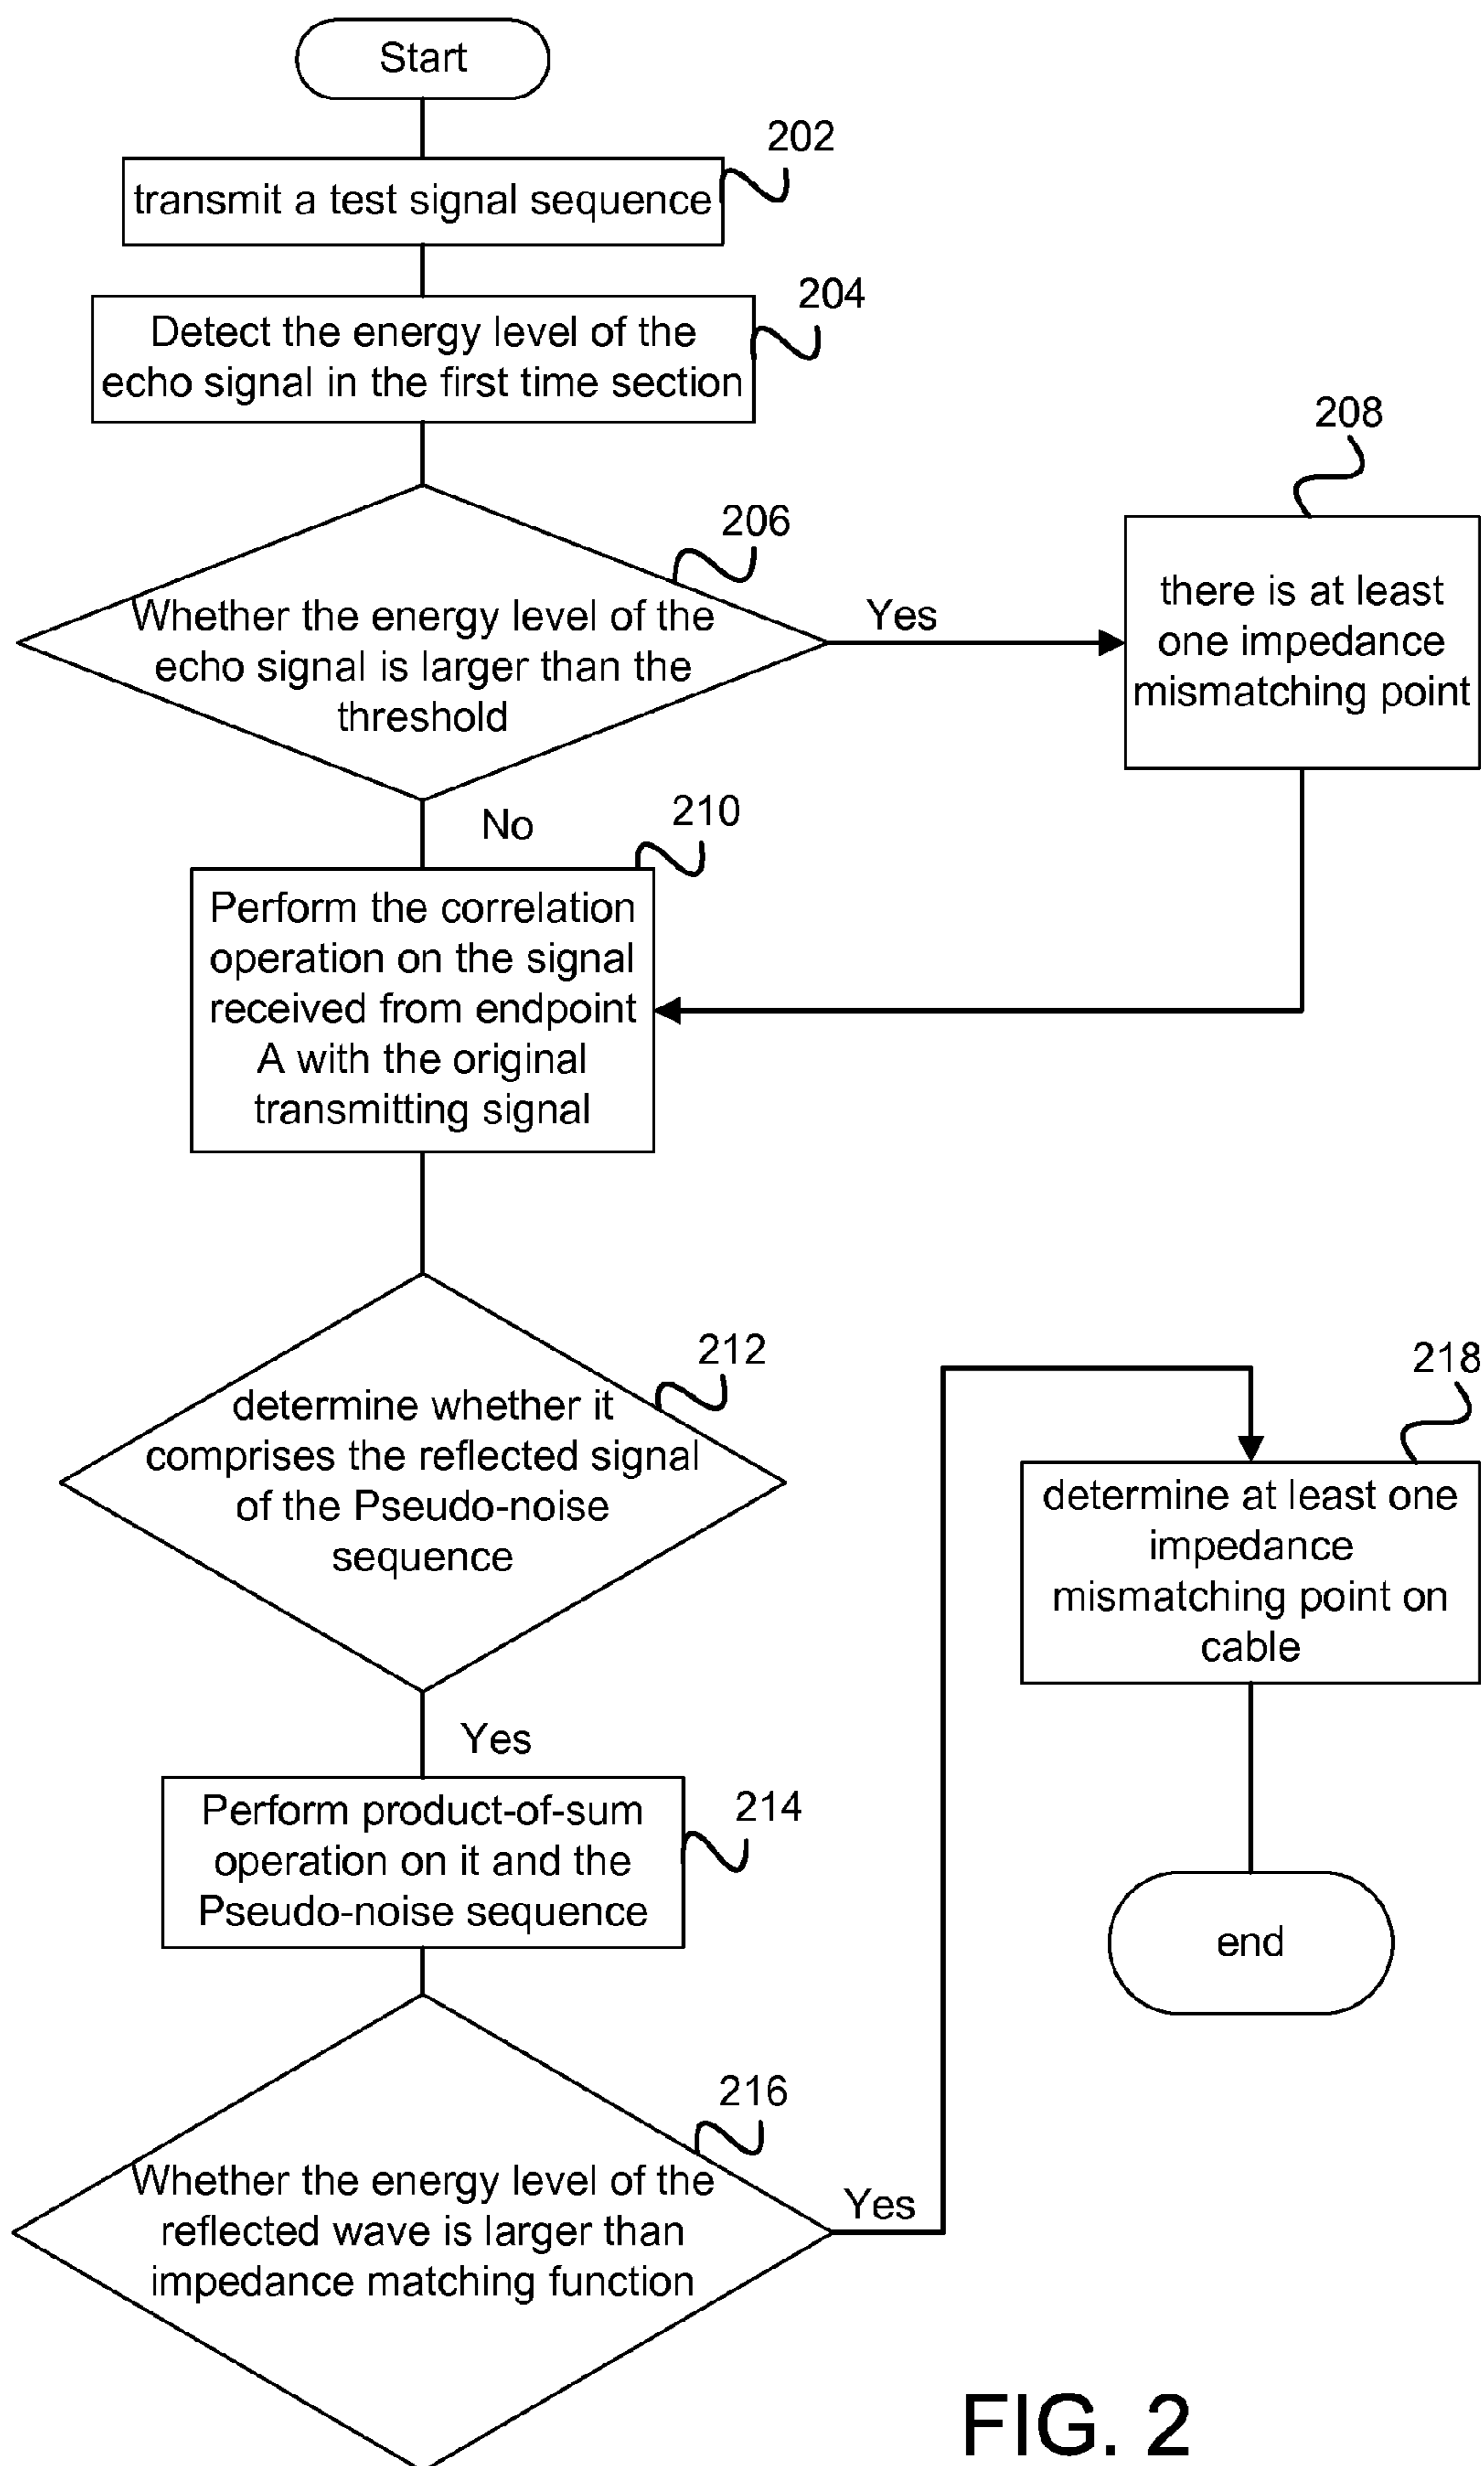 Start
202
transmit a test signal sequence
204
Detect the energy level of the
echo signal in the first time section
208
206
Whether the energy level of the
echo signal is larger than the
threshold
Yes
there is at least
one impedance
mismatching point
No
210
Perform the correlation
operation on the signal
received from endpoint
A with the original
transmitting signal
212
determine whether it
comprises the reflected signal
of the Pseudo-noise
sequence
218
determine at least one
impedance
mismatching point on
cable
Yes
214
Perform product-of-sum
operation on it and the
Pseudo-noise sequence
end
216
Whether the energy level of the
reflected wave is larger than
impedance matching function
Yes
FIG. 2